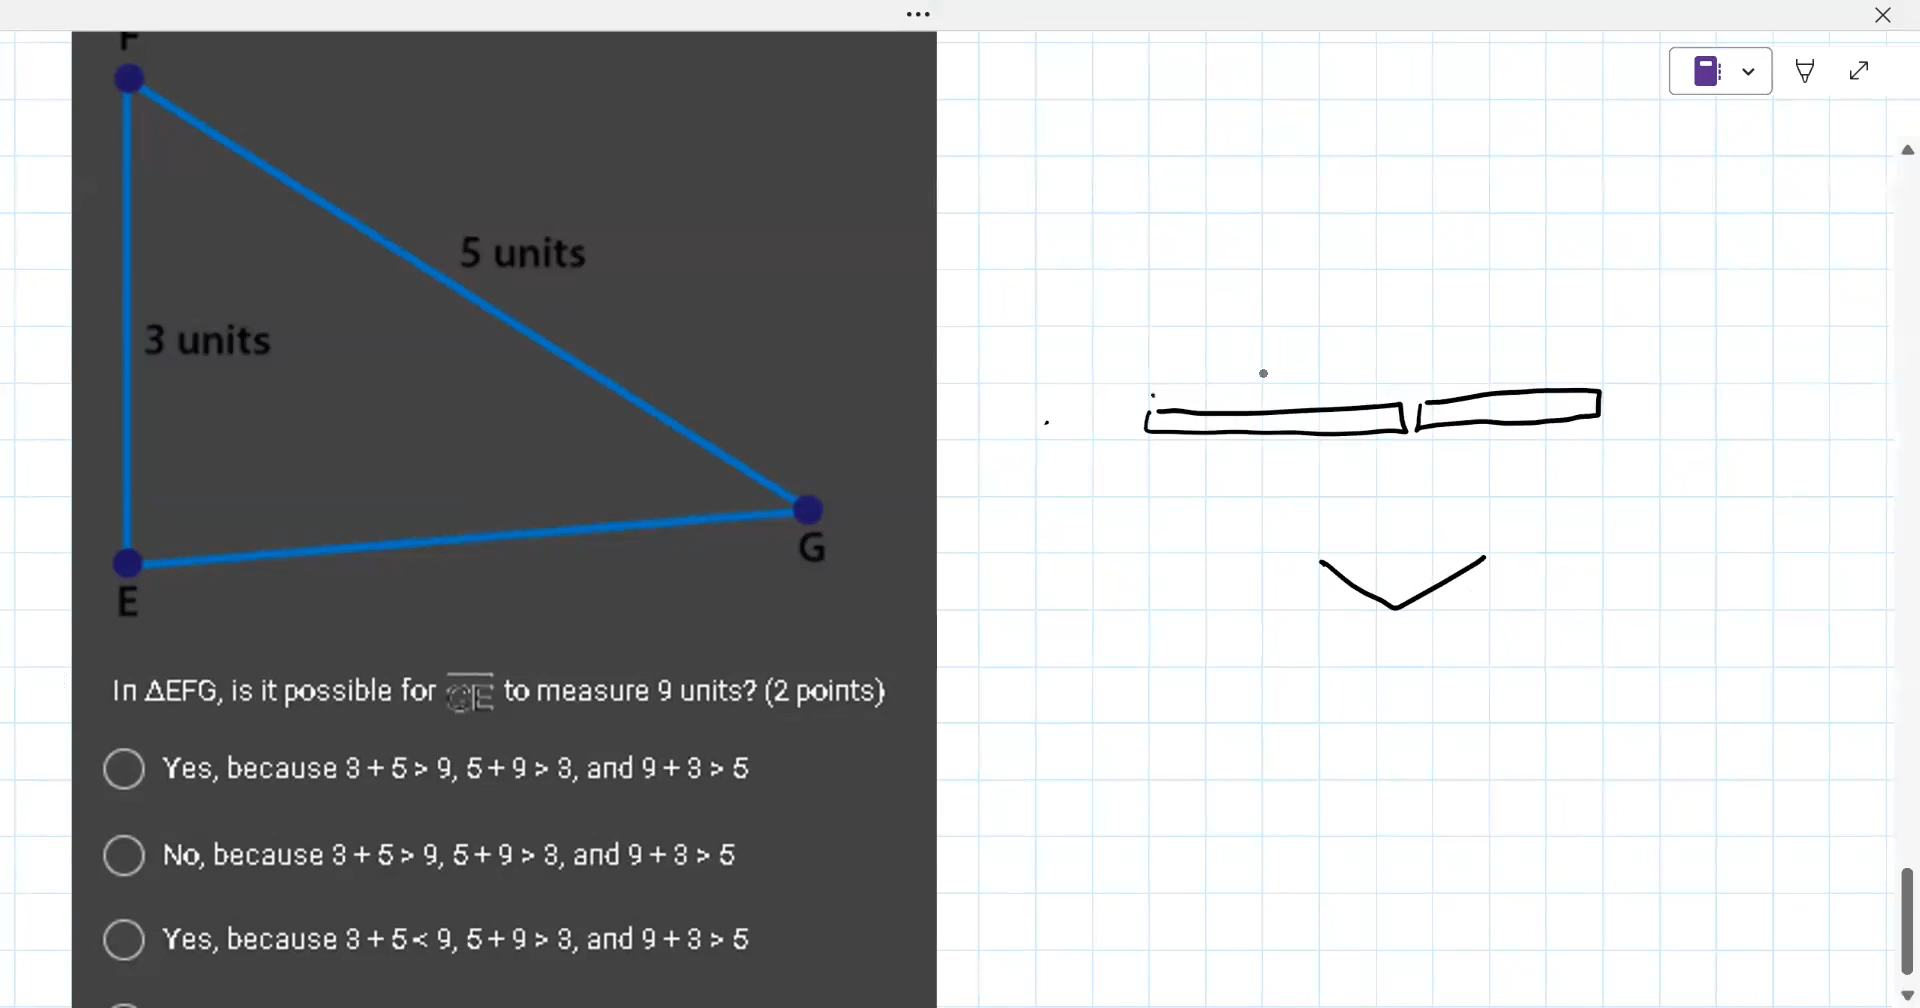 F
5 units
3 units
G
E
In ΔEFG, is it possible for GE to measure 9 units? (2 points)
Yes, because 3 + 5 > 9, 5 + 9 > 3, and 9 + 3 > 5
No, because 3 + 5 > 9, 5 + 9 > 3, and 9 + 3 > 5
Yes, because 3 + 5 < 9, 5 + 9 > 3, and 9 + 3 > 5